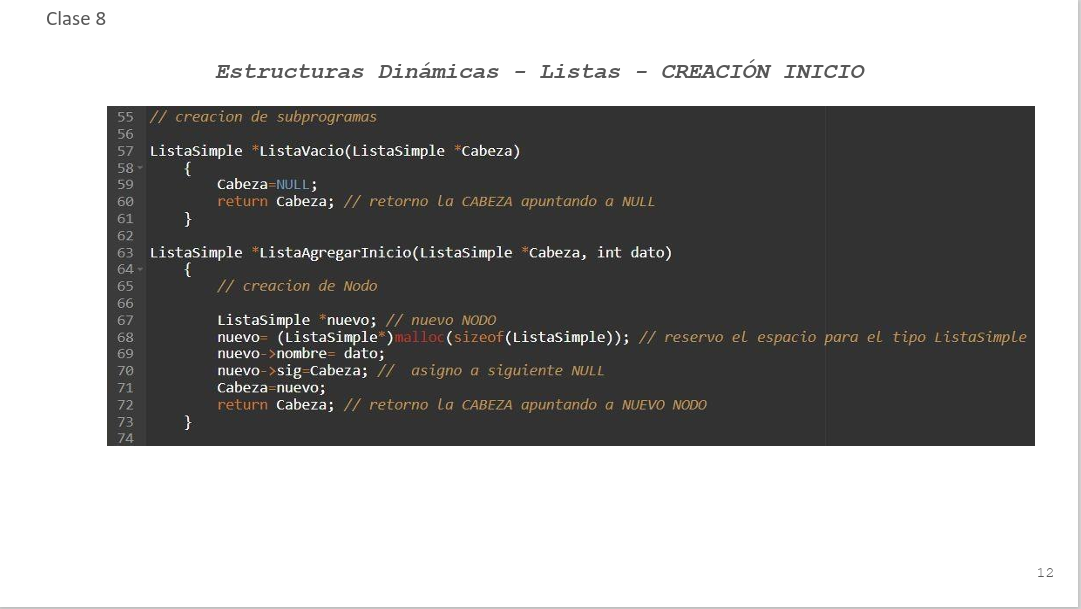 Clase 8
Estructuras Dinámicas - Listas - CREACIÓN INICIO
55 // creacion de subprogramas
56
57 ListaSimple *ListaVacio(ListaSimple *Cabeza)
58 {
59 Cabeza=NULL;
60 return Cabeza; // retorno la CABEZA apuntando a NULL
61 }
62
63 ListaSimple *ListaAgregarInicio(ListaSimple *Cabeza, int dato)
64 {
65 // creacion de Nodo
66
67 ListaSimple *nuevo; // nuevo NODO
68 nuevo= (ListaSimple*)malloc(sizeof(ListaSimple)); // reservo el espacio para el tipo ListaSimple
69 nuevo->nombre= dato;
70 nuevo->sig=Cabeza; //  asigno a siguiente NULL
71 Cabeza=nuevo;
72 return Cabeza; // retorno la CABEZA apuntando a NUEVO NODO
73 }
74
12